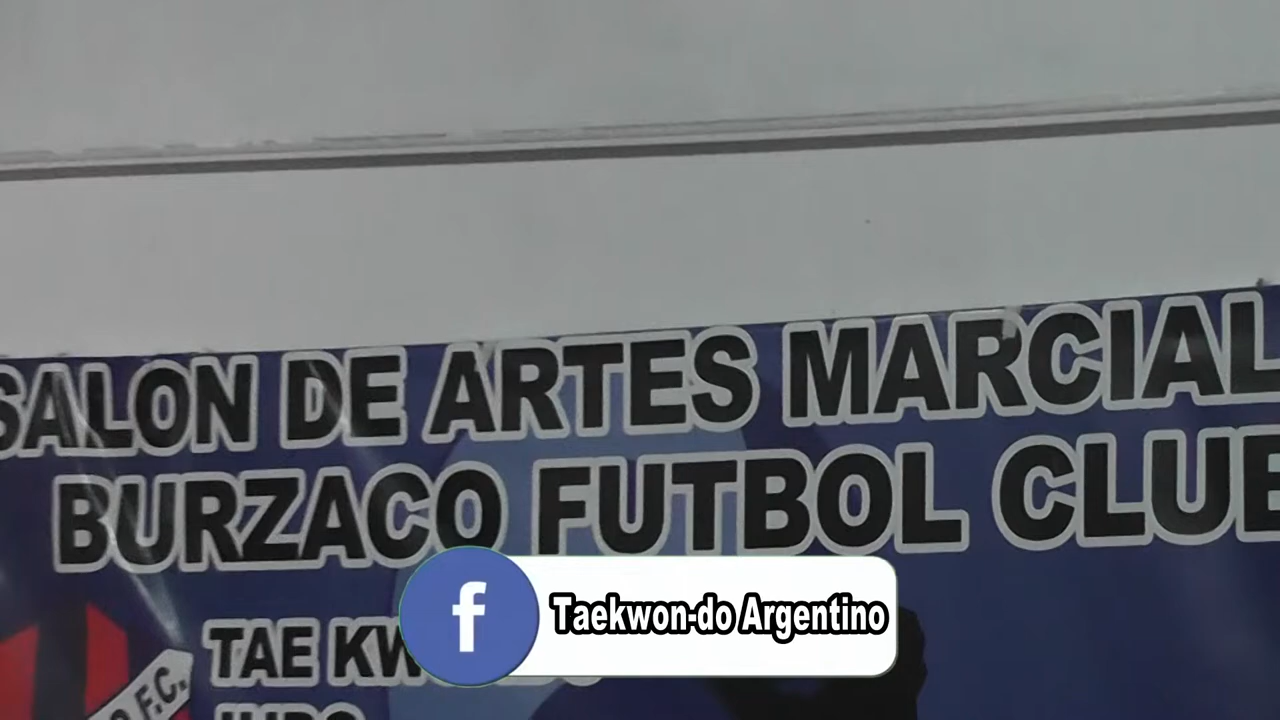 SALON DE ARTES MARCIAL
BURZACO FUTBOL CLUB
TAE KW
F.C.
f
Taekwon-do Argentino